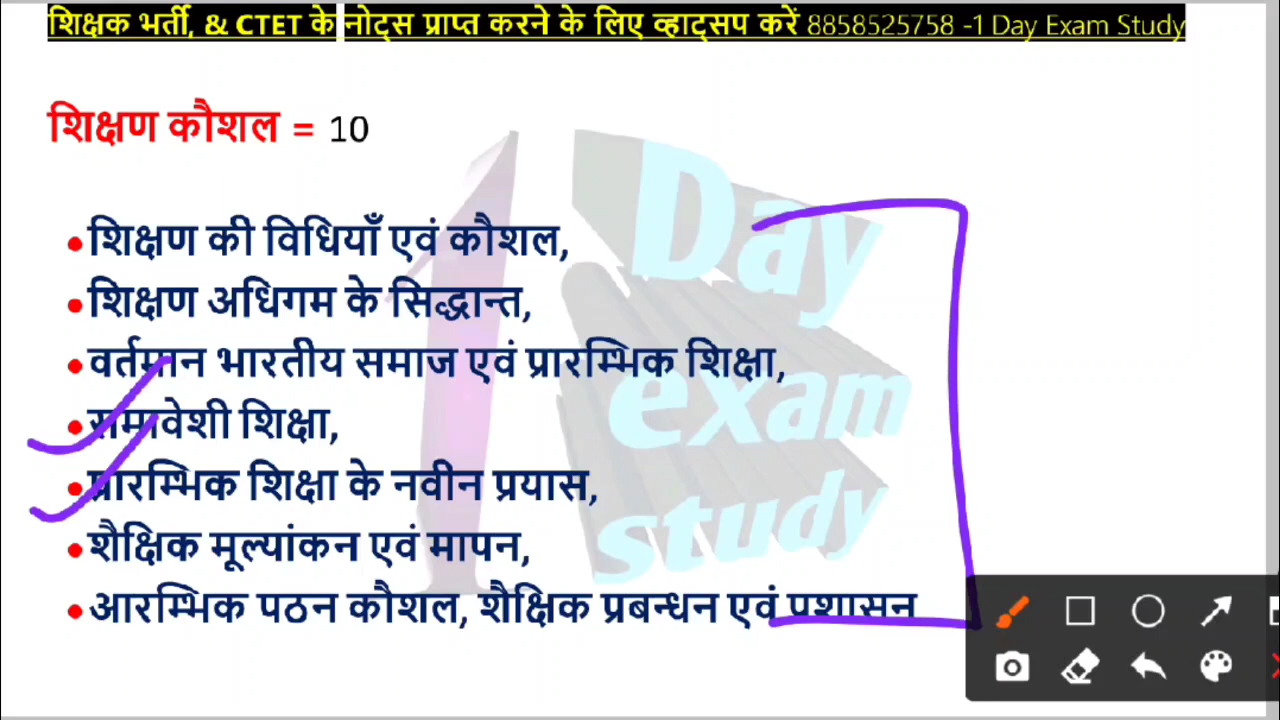 शिक्षक भर्ती, & CTET के नोट्स प्राप्त करने के लिए व्हाट्सप करें 8858525758 -1 Day Exam Study
शिक्षण कौशल = 10
1 Day exam study
• शिक्षण की विधियाँ एवं कौशल,
• शिक्षण अधिगम के सिद्धान्त,
• वर्तमान भारतीय समाज एवं प्रारम्भिक शिक्षा,
• समावेशी शिक्षा,
• प्रारम्भिक शिक्षा के नवीन प्रयास,
• शैक्षिक मूल्यांकन एवं मापन,
• आरम्भिक पठन कौशल, शैक्षिक प्रबन्धन एवं प्रशासन